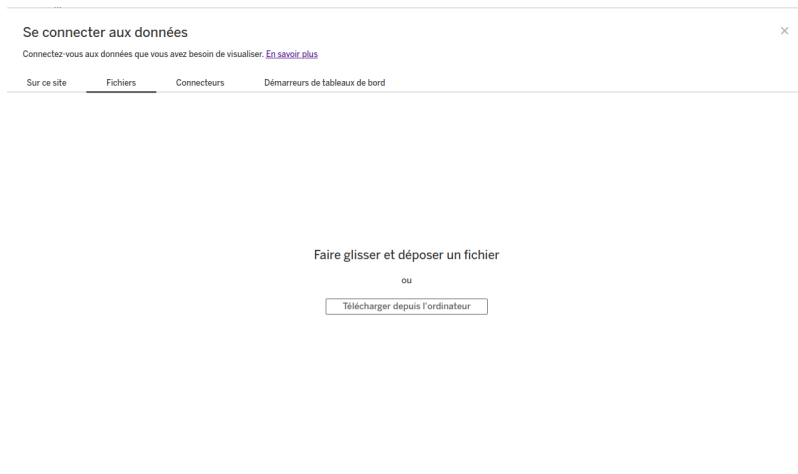 Se connecter aux données
Connectez-vous aux données que vous avez besoin de visualiser. En savoir plus
Sur ce site Fichiers Connecteurs Démarreurs de tableaux de bord
Faire glisser et déposer un fichier
ou
Télécharger depuis l'ordinateur